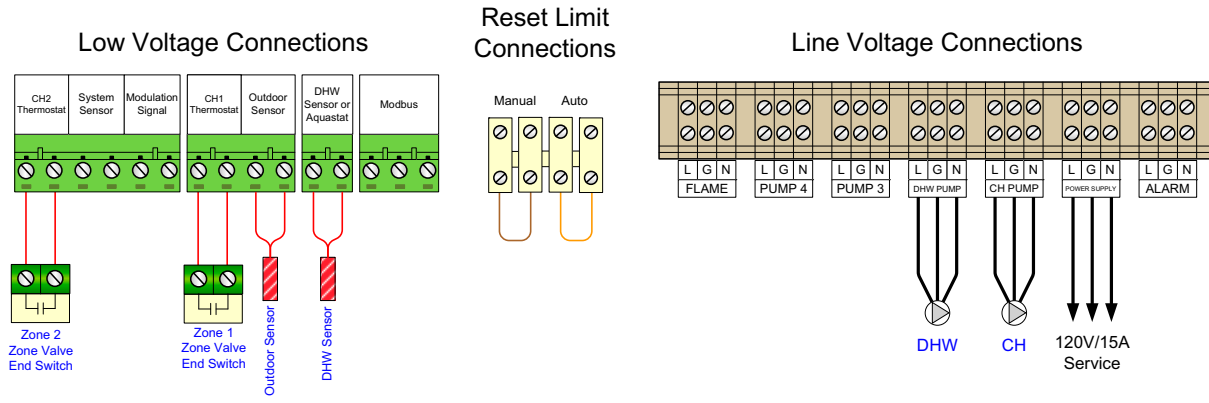 Low Voltage Connections
Reset Limit
Connections
Line Voltage Connections
CH2
Thermostat
System
Sensor
Modulation
Signal
CH1
Thermostat
Outdoor
Sensor
DHW
Sensor or
Aquastat
Modbus
Manual
Auto
L G N
FLAME
L G N
PUMP 4
L G N
PUMP 3
L G N
DHW PUMP
L G N
CH PUMP
L G N
POWER SUPPLY
L G N
ALARM
Zone 2
Zone Valve
End Switch
Zone 1
Zone Valve
End Switch
Outdoor Sensor
DHW Sensor
DHW
CH
120V/15A
Service